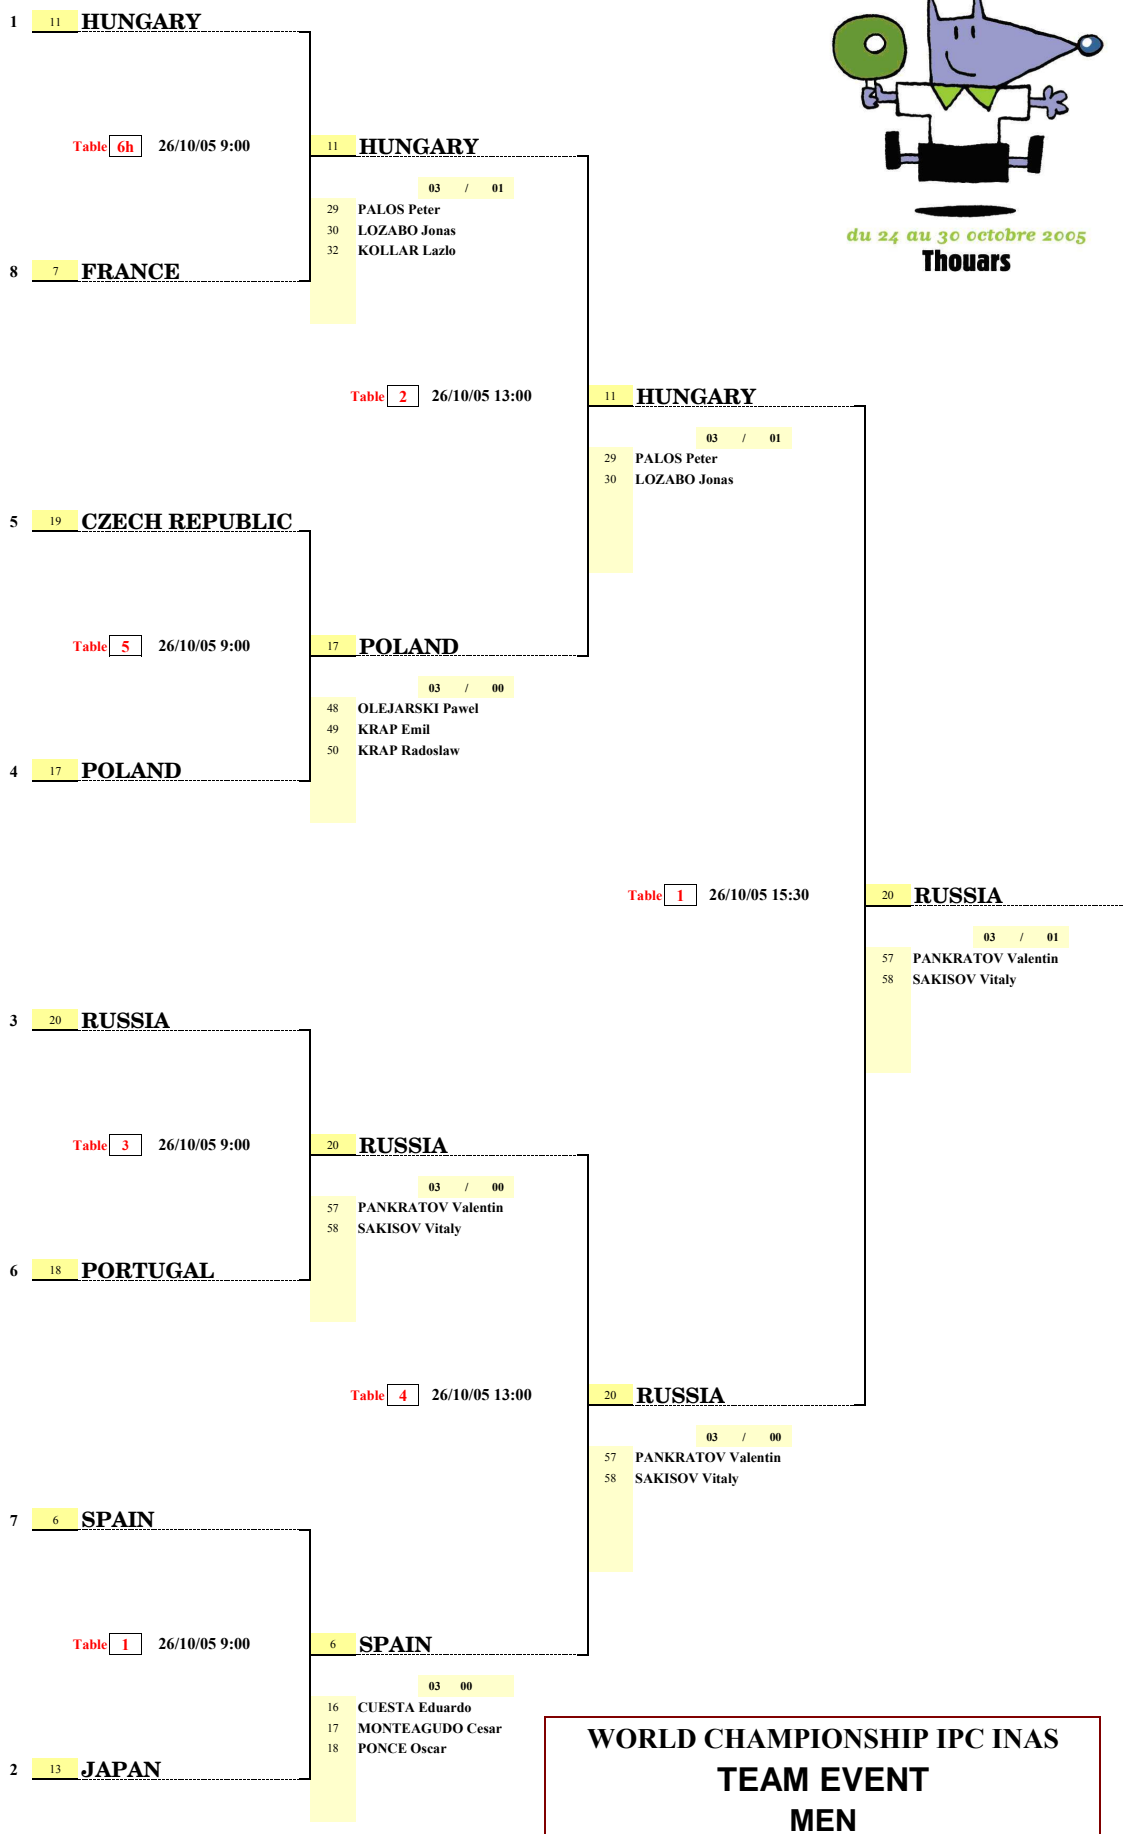 1 11 HUNGARY
Table 6h 26/10/05 9:00
11 HUNGARY
03 / 01
29 PALOS Peter
30 LOZABO Jonas
32 KOLLAR Lazlo
8 7 FRANCE
du 24 au 30 octobre 2005
Thouars
Table 2 26/10/05 13:00
11 HUNGARY
03 / 01
29 PALOS Peter
30 LOZABO Jonas
5 19 CZECH REPUBLIC
Table 5 26/10/05 9:00
17 POLAND
03 / 00
48 OLEJARSKI Pawel
49 KRAP Emil
50 KRAP Radoslaw
4 17 POLAND
Table 1 26/10/05 15:30
20 RUSSIA
03 / 01
57 PANKRATOV Valentin
58 SAKISOV Vitaly
3 20 RUSSIA
Table 3 26/10/05 9:00
20 RUSSIA
03 / 00
57 PANKRATOV Valentin
58 SAKISOV Vitaly
6 18 PORTUGAL
Table 4 26/10/05 13:00
20 RUSSIA
03 / 00
57 PANKRATOV Valentin
58 SAKISOV Vitaly
7 6 SPAIN
Table 1 26/10/05 9:00
6 SPAIN
03 00
16 CUESTA Eduardo
17 MONTEAGUDO Cesar
18 PONCE Oscar
2 13 JAPAN
WORLD CHAMPIONSHIP IPC INAS
TEAM EVENT
MEN